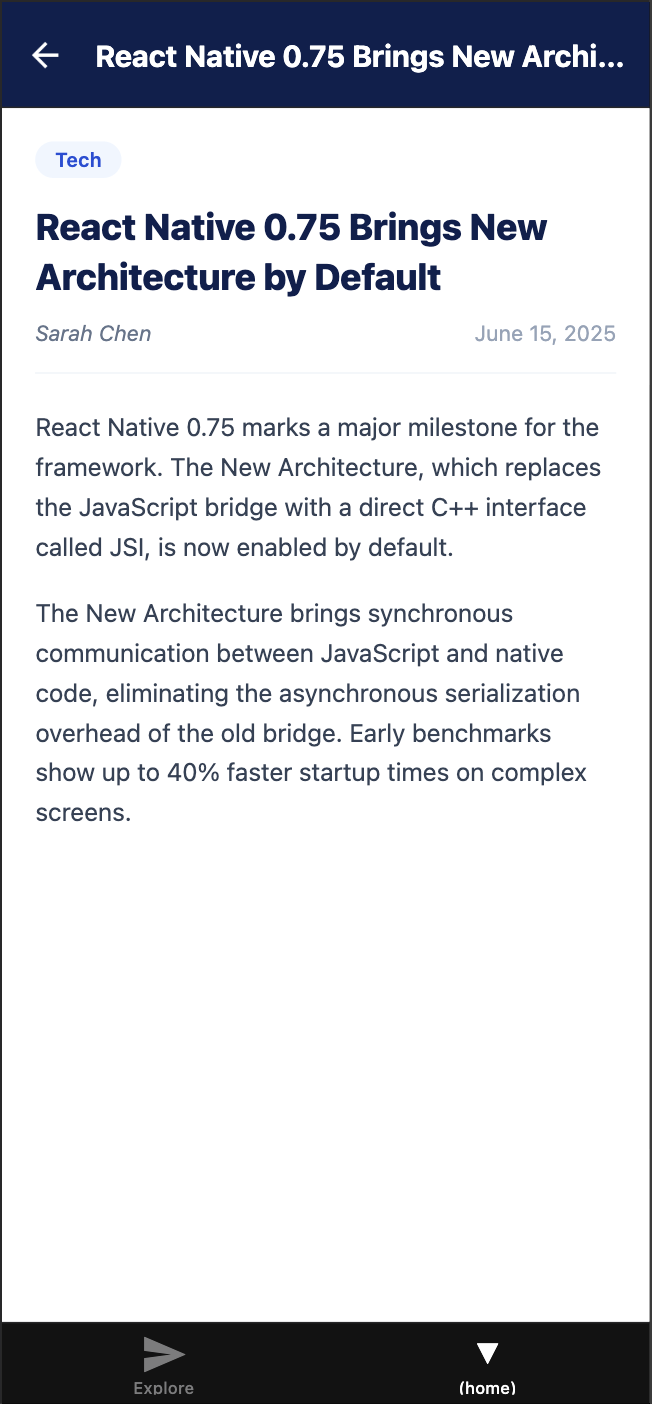 React Native 0.75 Brings New Archi...
Tech
React Native 0.75 Brings New
Architecture by Default
Sarah Chen
June 15, 2025
React Native 0.75 marks a major milestone for the
framework. The New Architecture, which replaces
the JavaScript bridge with a direct C++ interface
called JSI, is now enabled by default.
The New Architecture brings synchronous
communication between JavaScript and native
code, eliminating the asynchronous serialization
overhead of the old bridge. Early benchmarks
show up to 40% faster startup times on complex
screens.
Explore
(home)